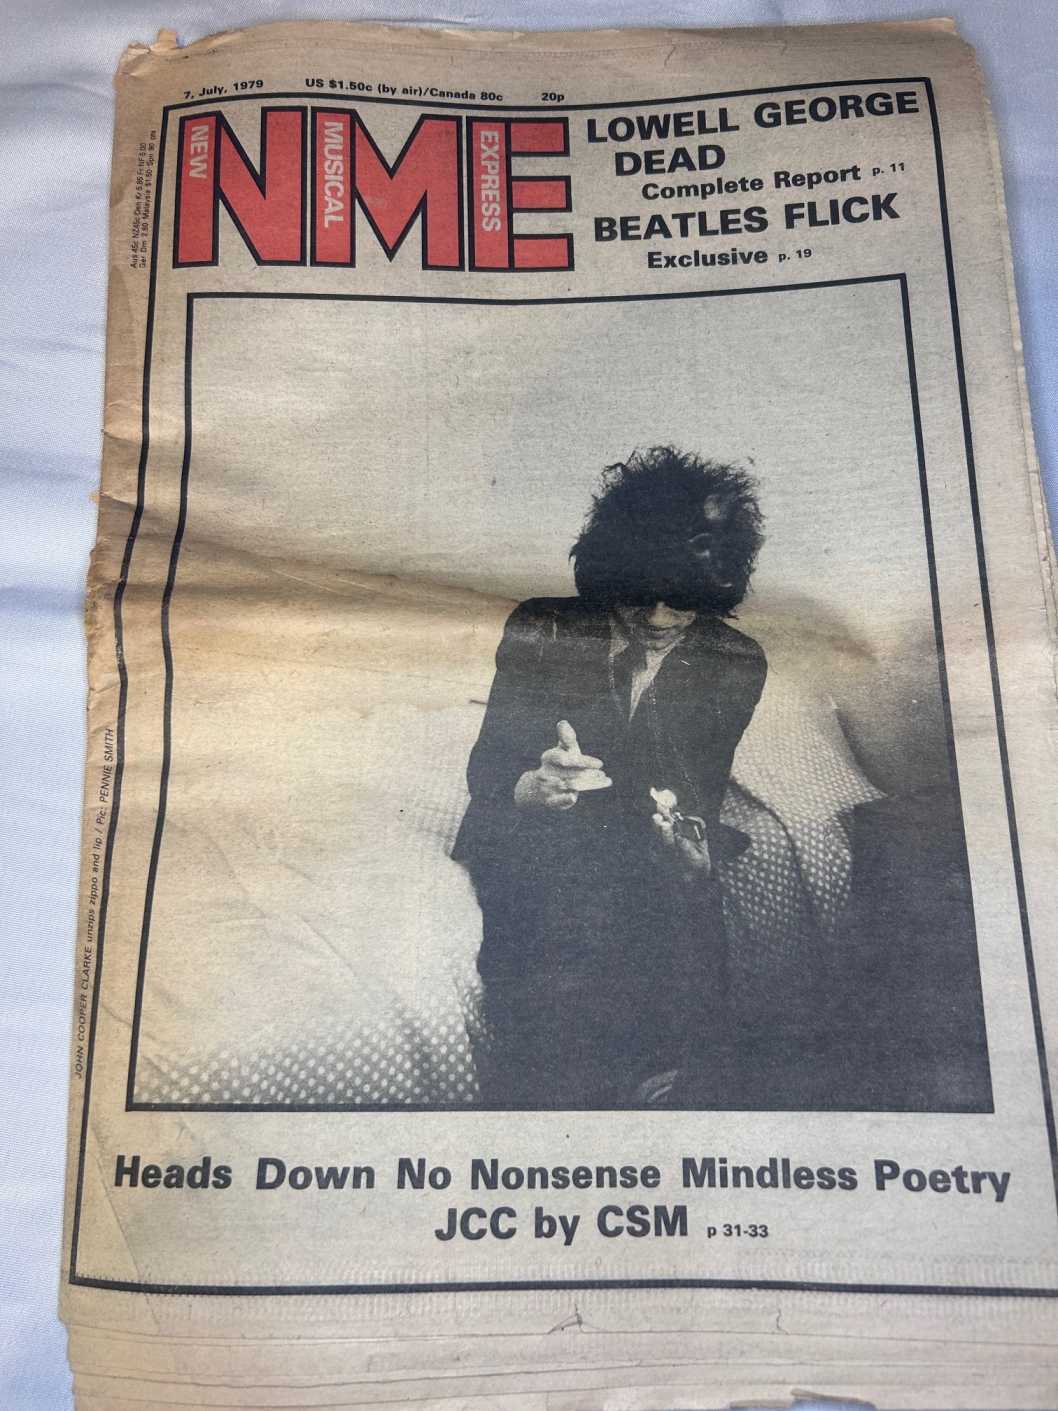 7, July, 1979 US $1.50c (by air)/Canada 80c 20p
NEW MUSICAL EXPRESS
NME
LOWELL GEORGE
DEAD
Complete Report p. 11
BEATLES FLICK
Exclusive p. 19
JOHN COOPER CLARKE unzips zippo and lip / Pic: PENNIE SMITH
Heads Down No Nonsense Mindless Poetry
JCC by CSM p 31-33